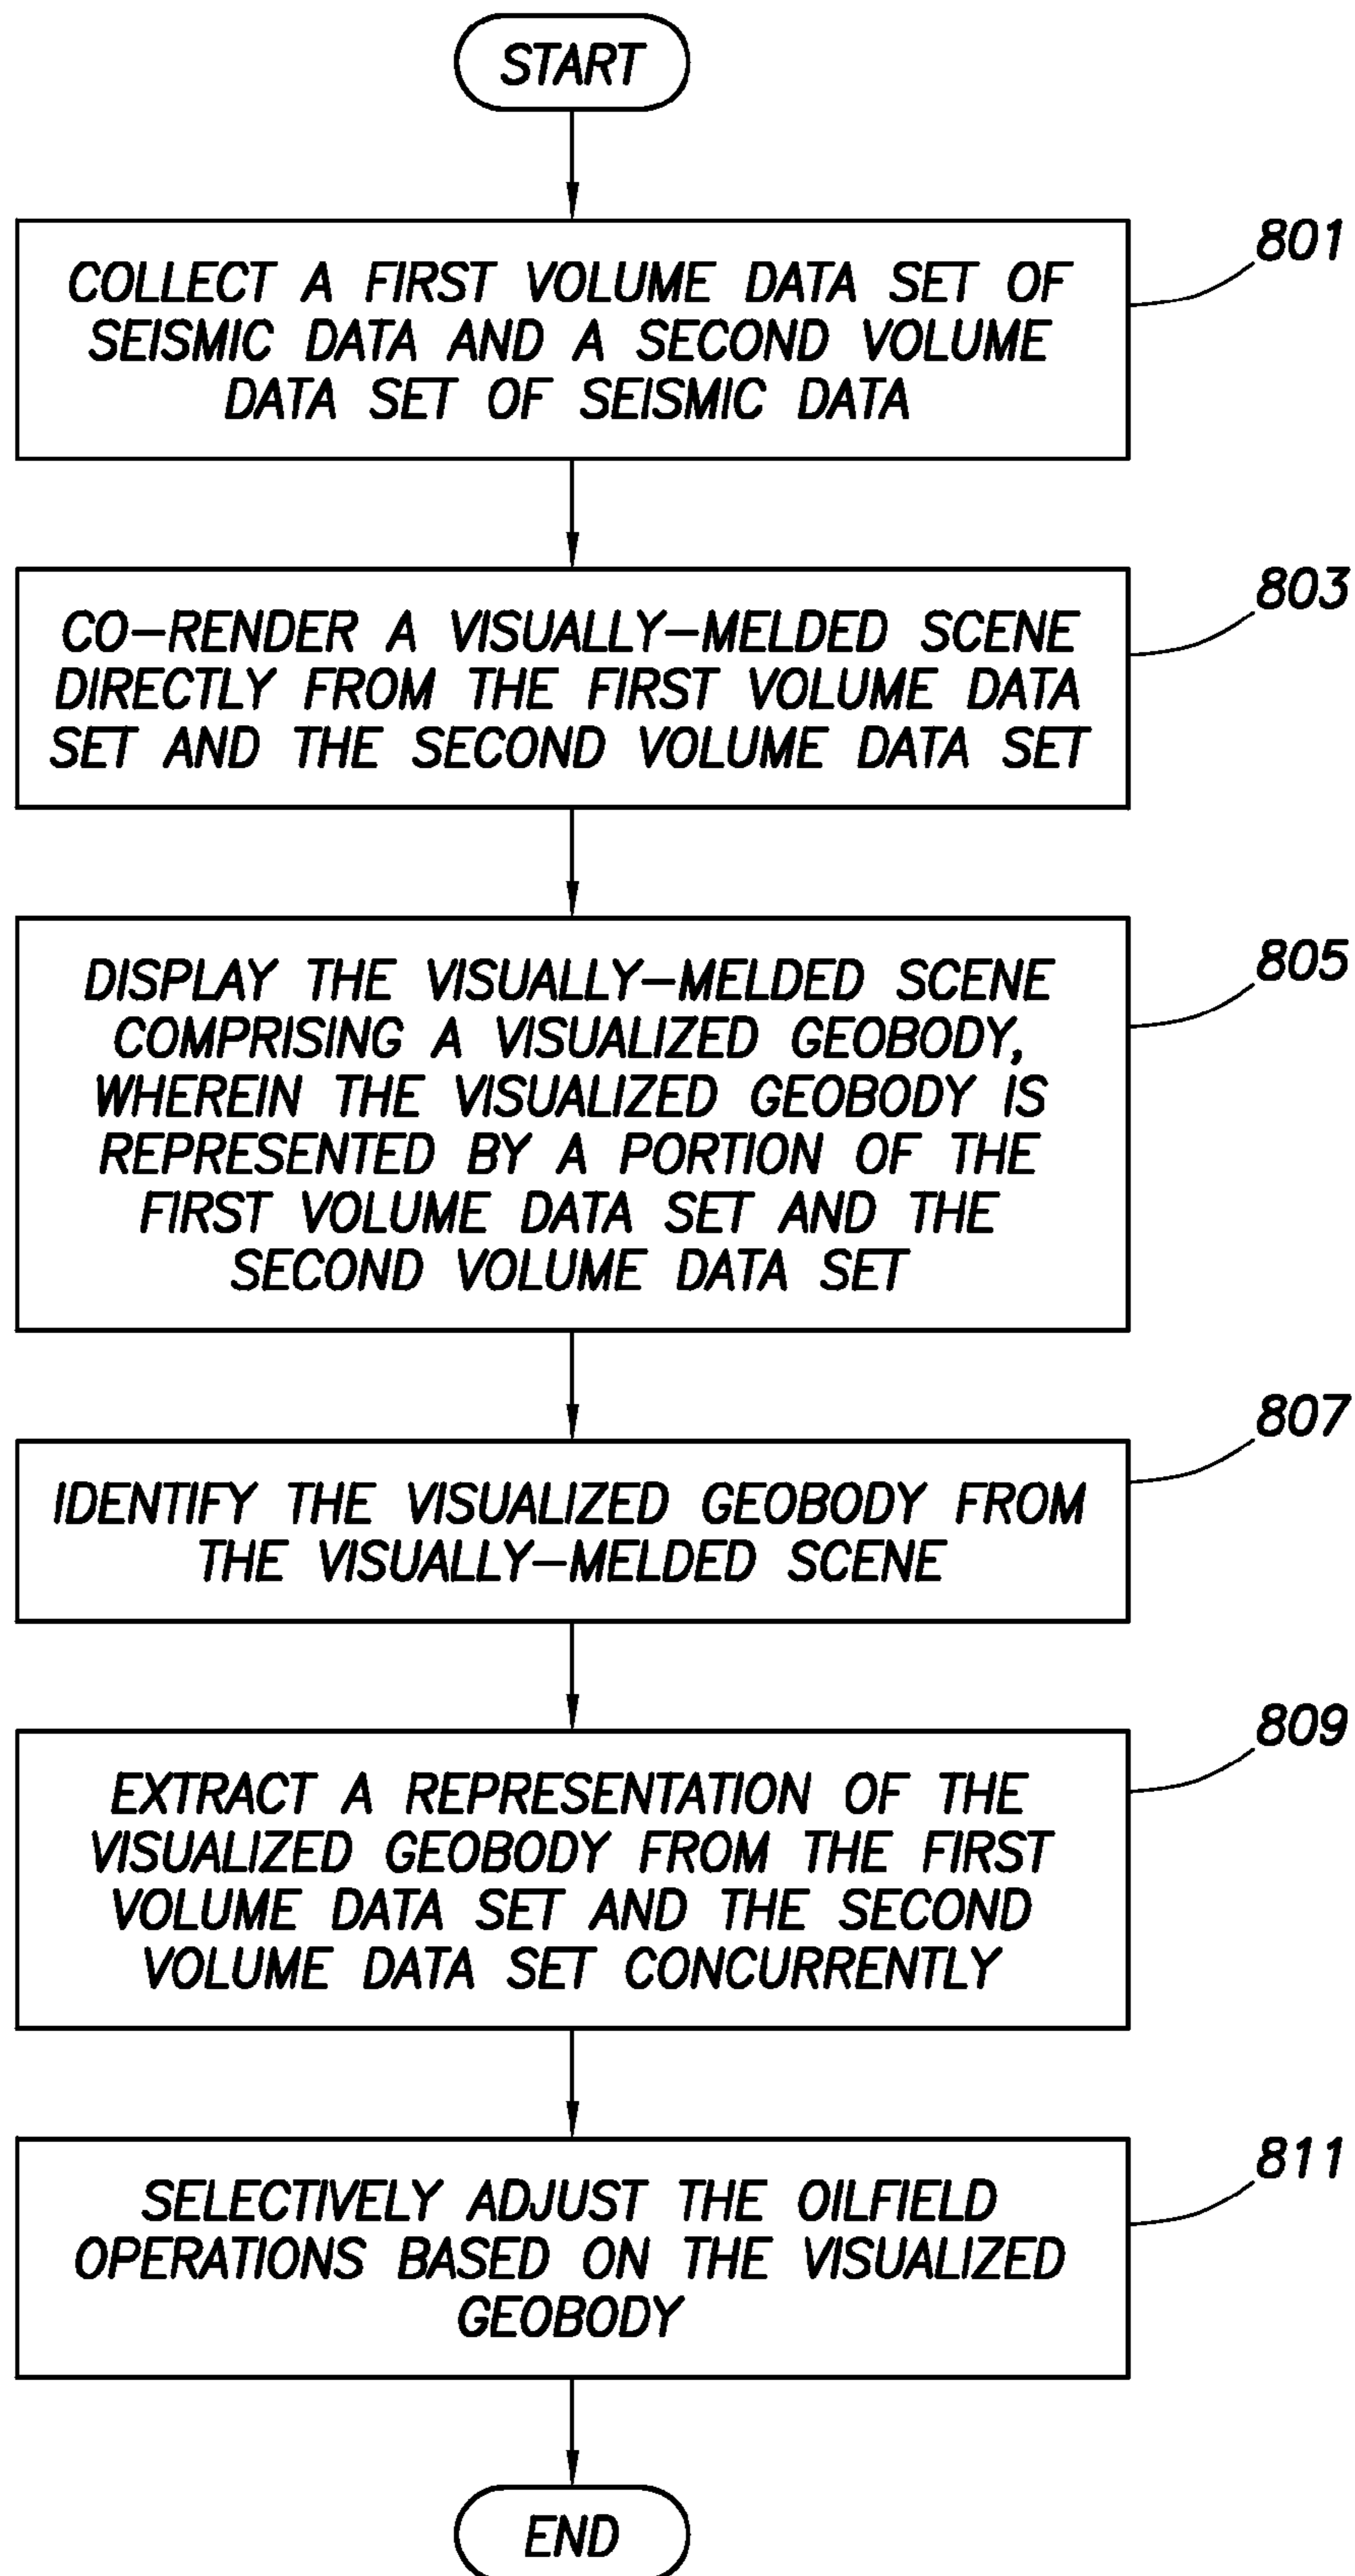 START
801
COLLECT A FIRST VOLUME DATA SET OF
SEISMIC DATA AND A SECOND VOLUME
DATA SET OF SEISMIC DATA
803
CO-RENDER A VISUALLY-MELDED SCENE
DIRECTLY FROM THE FIRST VOLUME DATA
SET AND THE SECOND VOLUME DATA SET
805
DISPLAY THE VISUALLY-MELDED SCENE
COMPRISING A VISUALIZED GEOBODY,
WHEREIN THE VISUALIZED GEOBODY IS
REPRESENTED BY A PORTION OF THE
FIRST VOLUME DATA SET AND THE
SECOND VOLUME DATA SET
807
IDENTIFY THE VISUALIZED GEOBODY FROM
THE VISUALLY-MELDED SCENE
809
EXTRACT A REPRESENTATION OF THE
VISUALIZED GEOBODY FROM THE FIRST
VOLUME DATA SET AND THE SECOND
VOLUME DATA SET CONCURRENTLY
811
SELECTIVELY ADJUST THE OILFIELD
OPERATIONS BASED ON THE VISUALIZED
GEOBODY
END